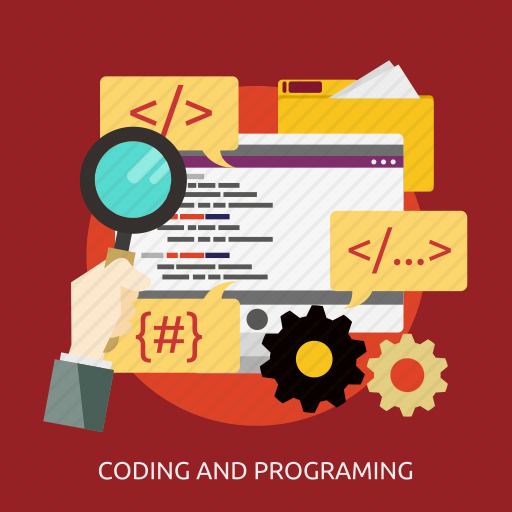 </>
</...>
{#}
CODING AND PROGRAMING